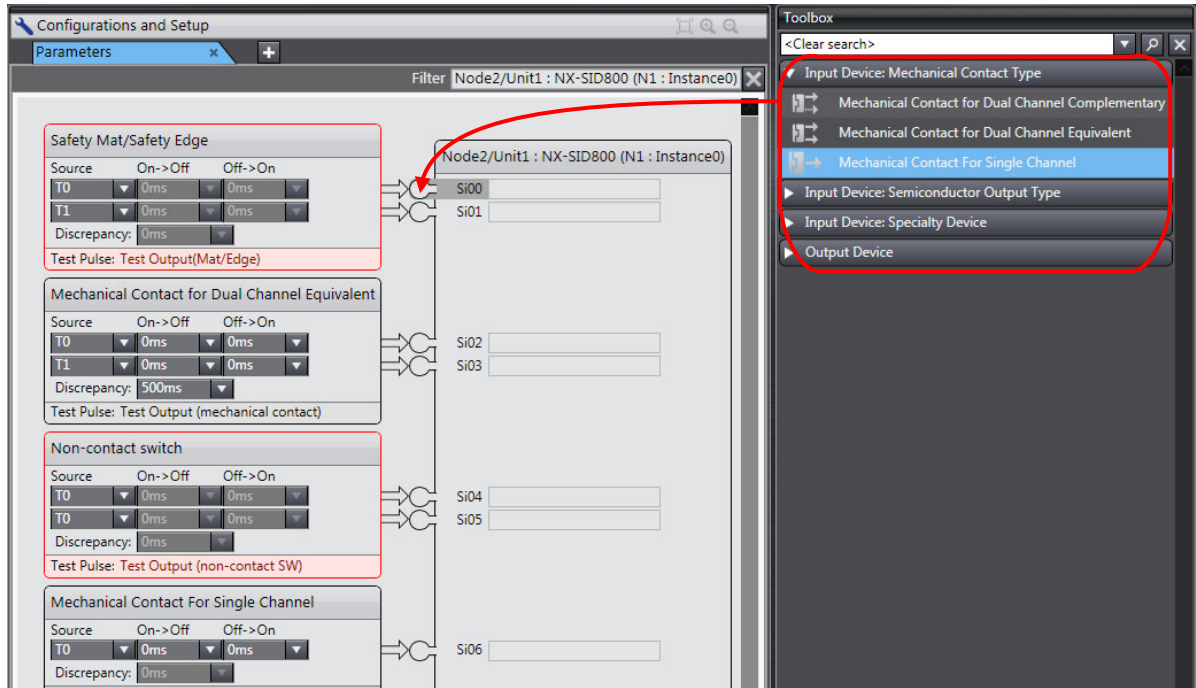 Configurations and Setup
Parameters × +
Filter Node2/Unit1 : NX-SID800 (N1 : Instance0)
Safety Mat/Safety Edge
Source On->Off Off->On
T0 0ms 0ms
T1 0ms 0ms
Discrepancy: 0ms
Test Pulse: Test Output(Mat/Edge)
Mechanical Contact for Dual Channel Equivalent
Source On->Off Off->On
T0 0ms 0ms
T1 0ms 0ms
Discrepancy: 500ms
Test Pulse: Test Output (mechanical contact)
Non-contact switch
Source On->Off Off->On
T0 0ms 0ms
T0 0ms 0ms
Discrepancy: 0ms
Test Pulse: Test Output (non-contact SW)
Mechanical Contact For Single Channel
Source On->Off Off->On
T0 0ms 0ms
Discrepancy: 0ms
Node2/Unit1 : NX-SID800 (N1 : Instance0)
Si00
Si01
Si02
Si03
Si04
Si05
Si06
Toolbox
<Clear search>
Input Device: Mechanical Contact Type
Mechanical Contact for Dual Channel Complementary
Mechanical Contact for Dual Channel Equivalent
Mechanical Contact For Single Channel
Input Device: Semiconductor Output Type
Input Device: Specialty Device
Output Device